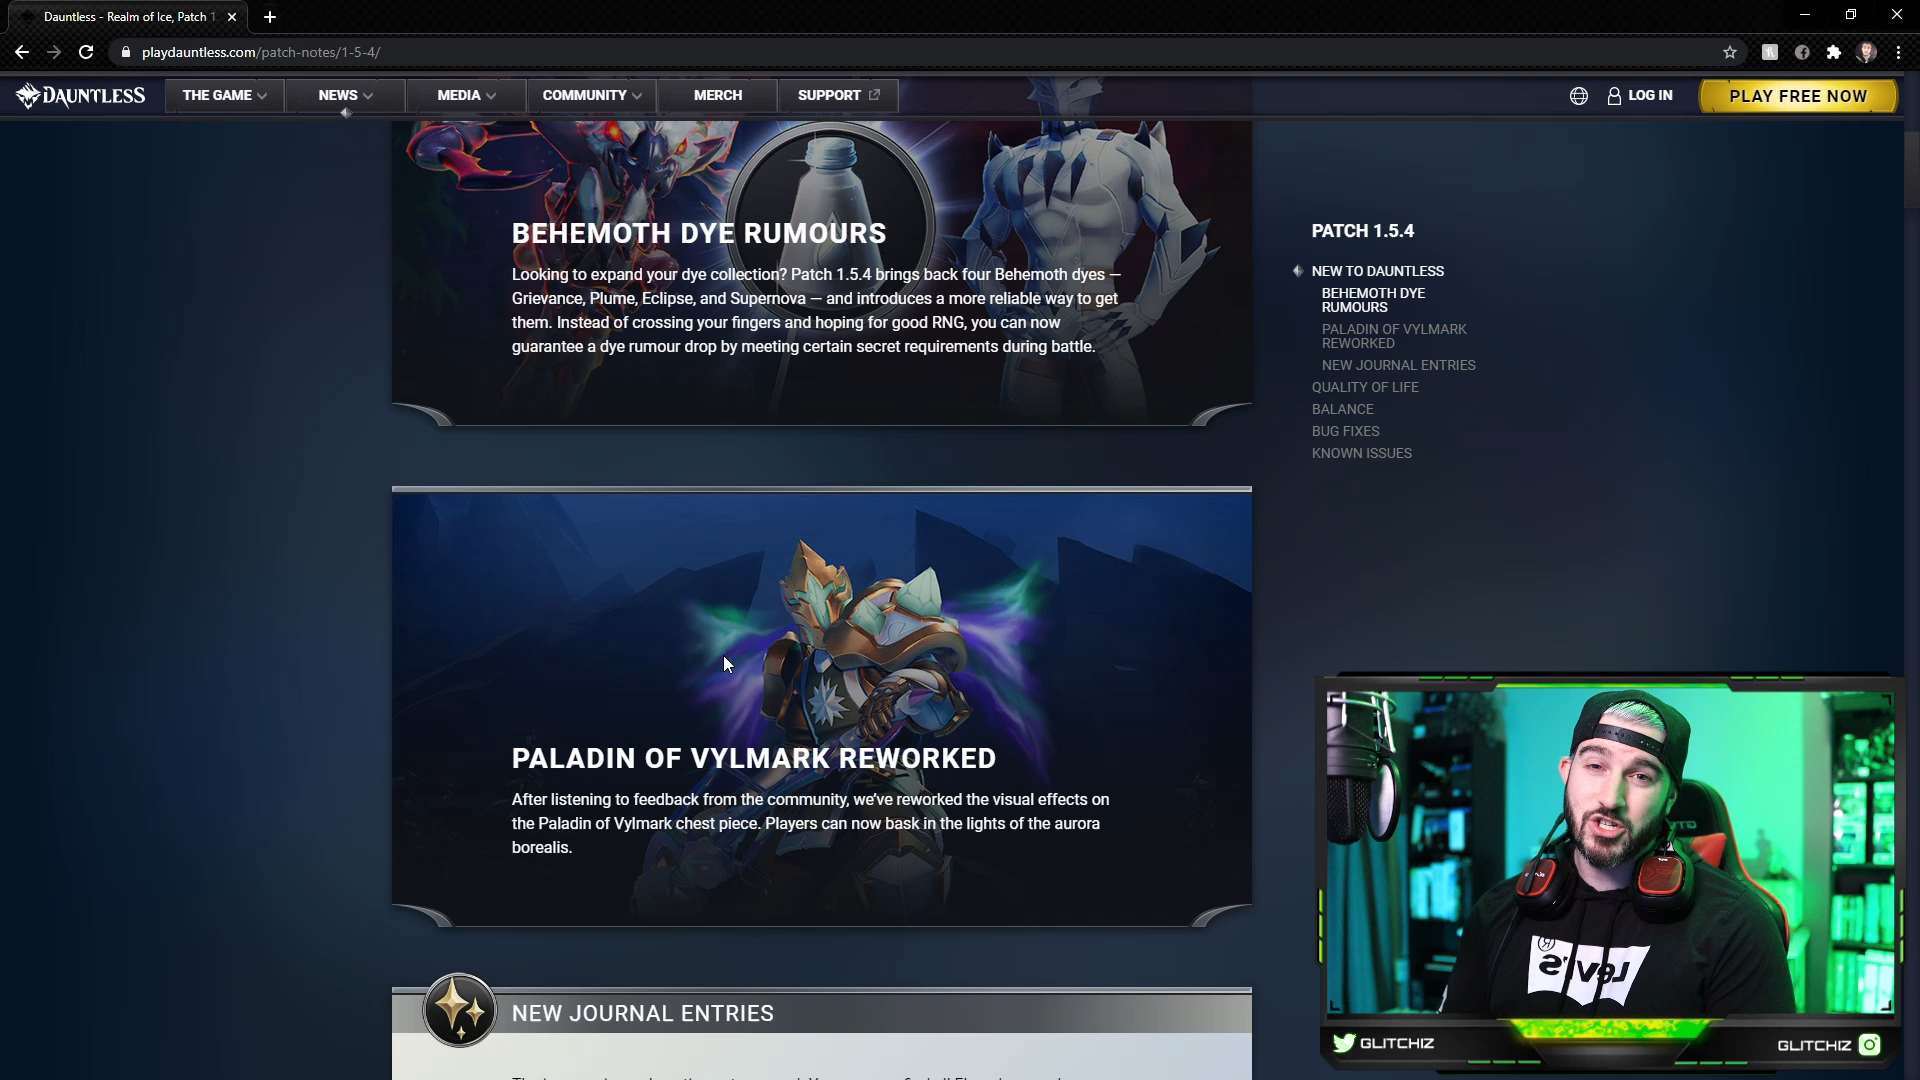 Dauntless - Realm of Ice, Patch 1
playdauntless.com/patch-notes/1-5-4/
DAUNTLESS
THE GAME
NEWS
MEDIA
COMMUNITY
MERCH
SUPPORT
LOG IN
PLAY FREE NOW
BEHEMOTH DYE RUMOURS
Looking to expand your dye collection? Patch 1.5.4 brings back four Behemoth dyes —
Grievance, Plume, Eclipse, and Supernova — and introduces a more reliable way to get
them. Instead of crossing your fingers and hoping for good RNG, you can now
guarantee a dye rumour drop by meeting certain secret requirements during battle.
PATCH 1.5.4
NEW TO DAUNTLESS
BEHEMOTH DYE
RUMOURS
PALADIN OF VYLMARK
REWORKED
NEW JOURNAL ENTRIES
QUALITY OF LIFE
BALANCE
BUG FIXES
KNOWN ISSUES
PALADIN OF VYLMARK REWORKED
After listening to feedback from the community, we've reworked the visual effects on
the Paladin of Vylmark chest piece. Players can now bask in the lights of the aurora
borealis.
NEW JOURNAL ENTRIES
Levi's
GLITCHIZ
GLITCHIZ